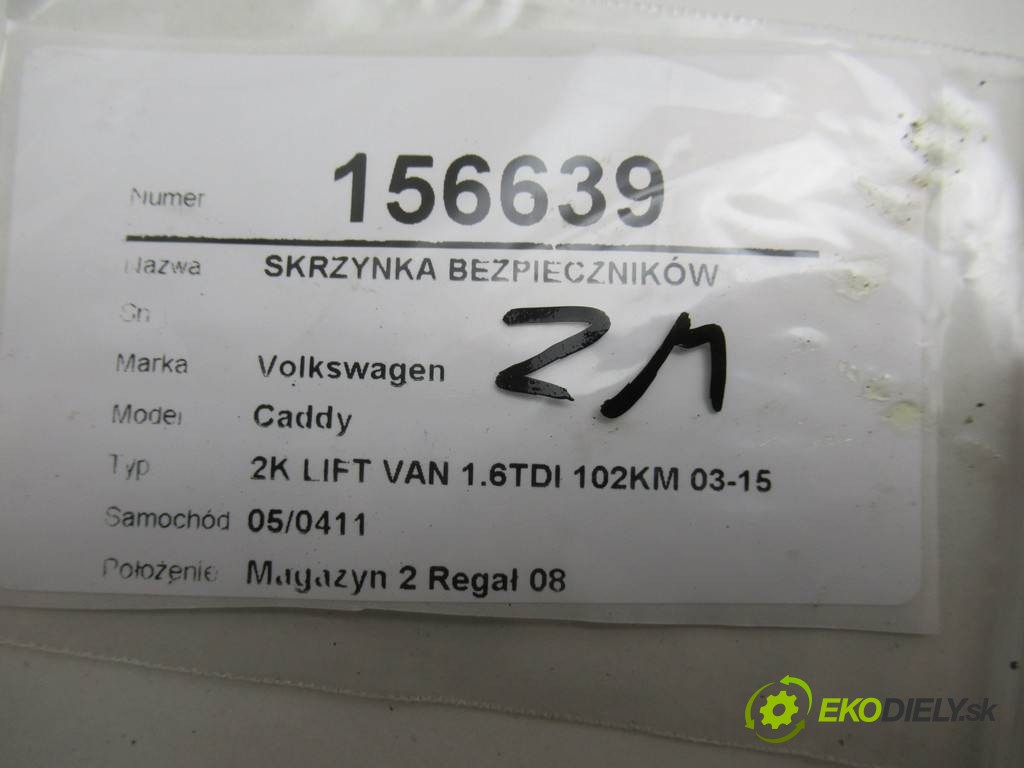 Numer 156639
Nazwa SKRZYNKA BEZPIECZNIKÓW
Sn
Marka Volkswagen
Model Caddy
Typ 2K LIFT VAN 1.6TDI 102KM 03-15
Samochód 05/0411
Położenie Magazyn 2 Regał 08
EKODIELY.sk